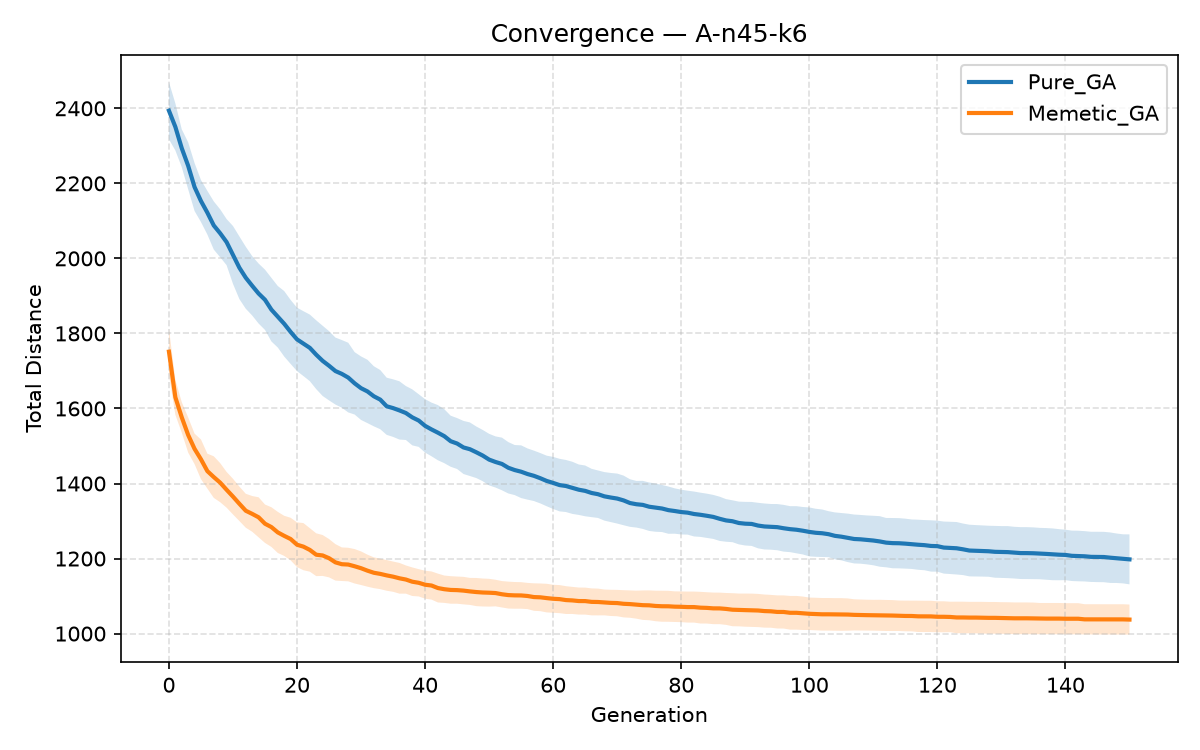 Convergence — A-n45-k6
Pure_GA
Memetic_GA
Total Distance
2400
2200
2000
1800
1600
1400
1200
1000
0 20 40 60 80 100 120 140
Generation